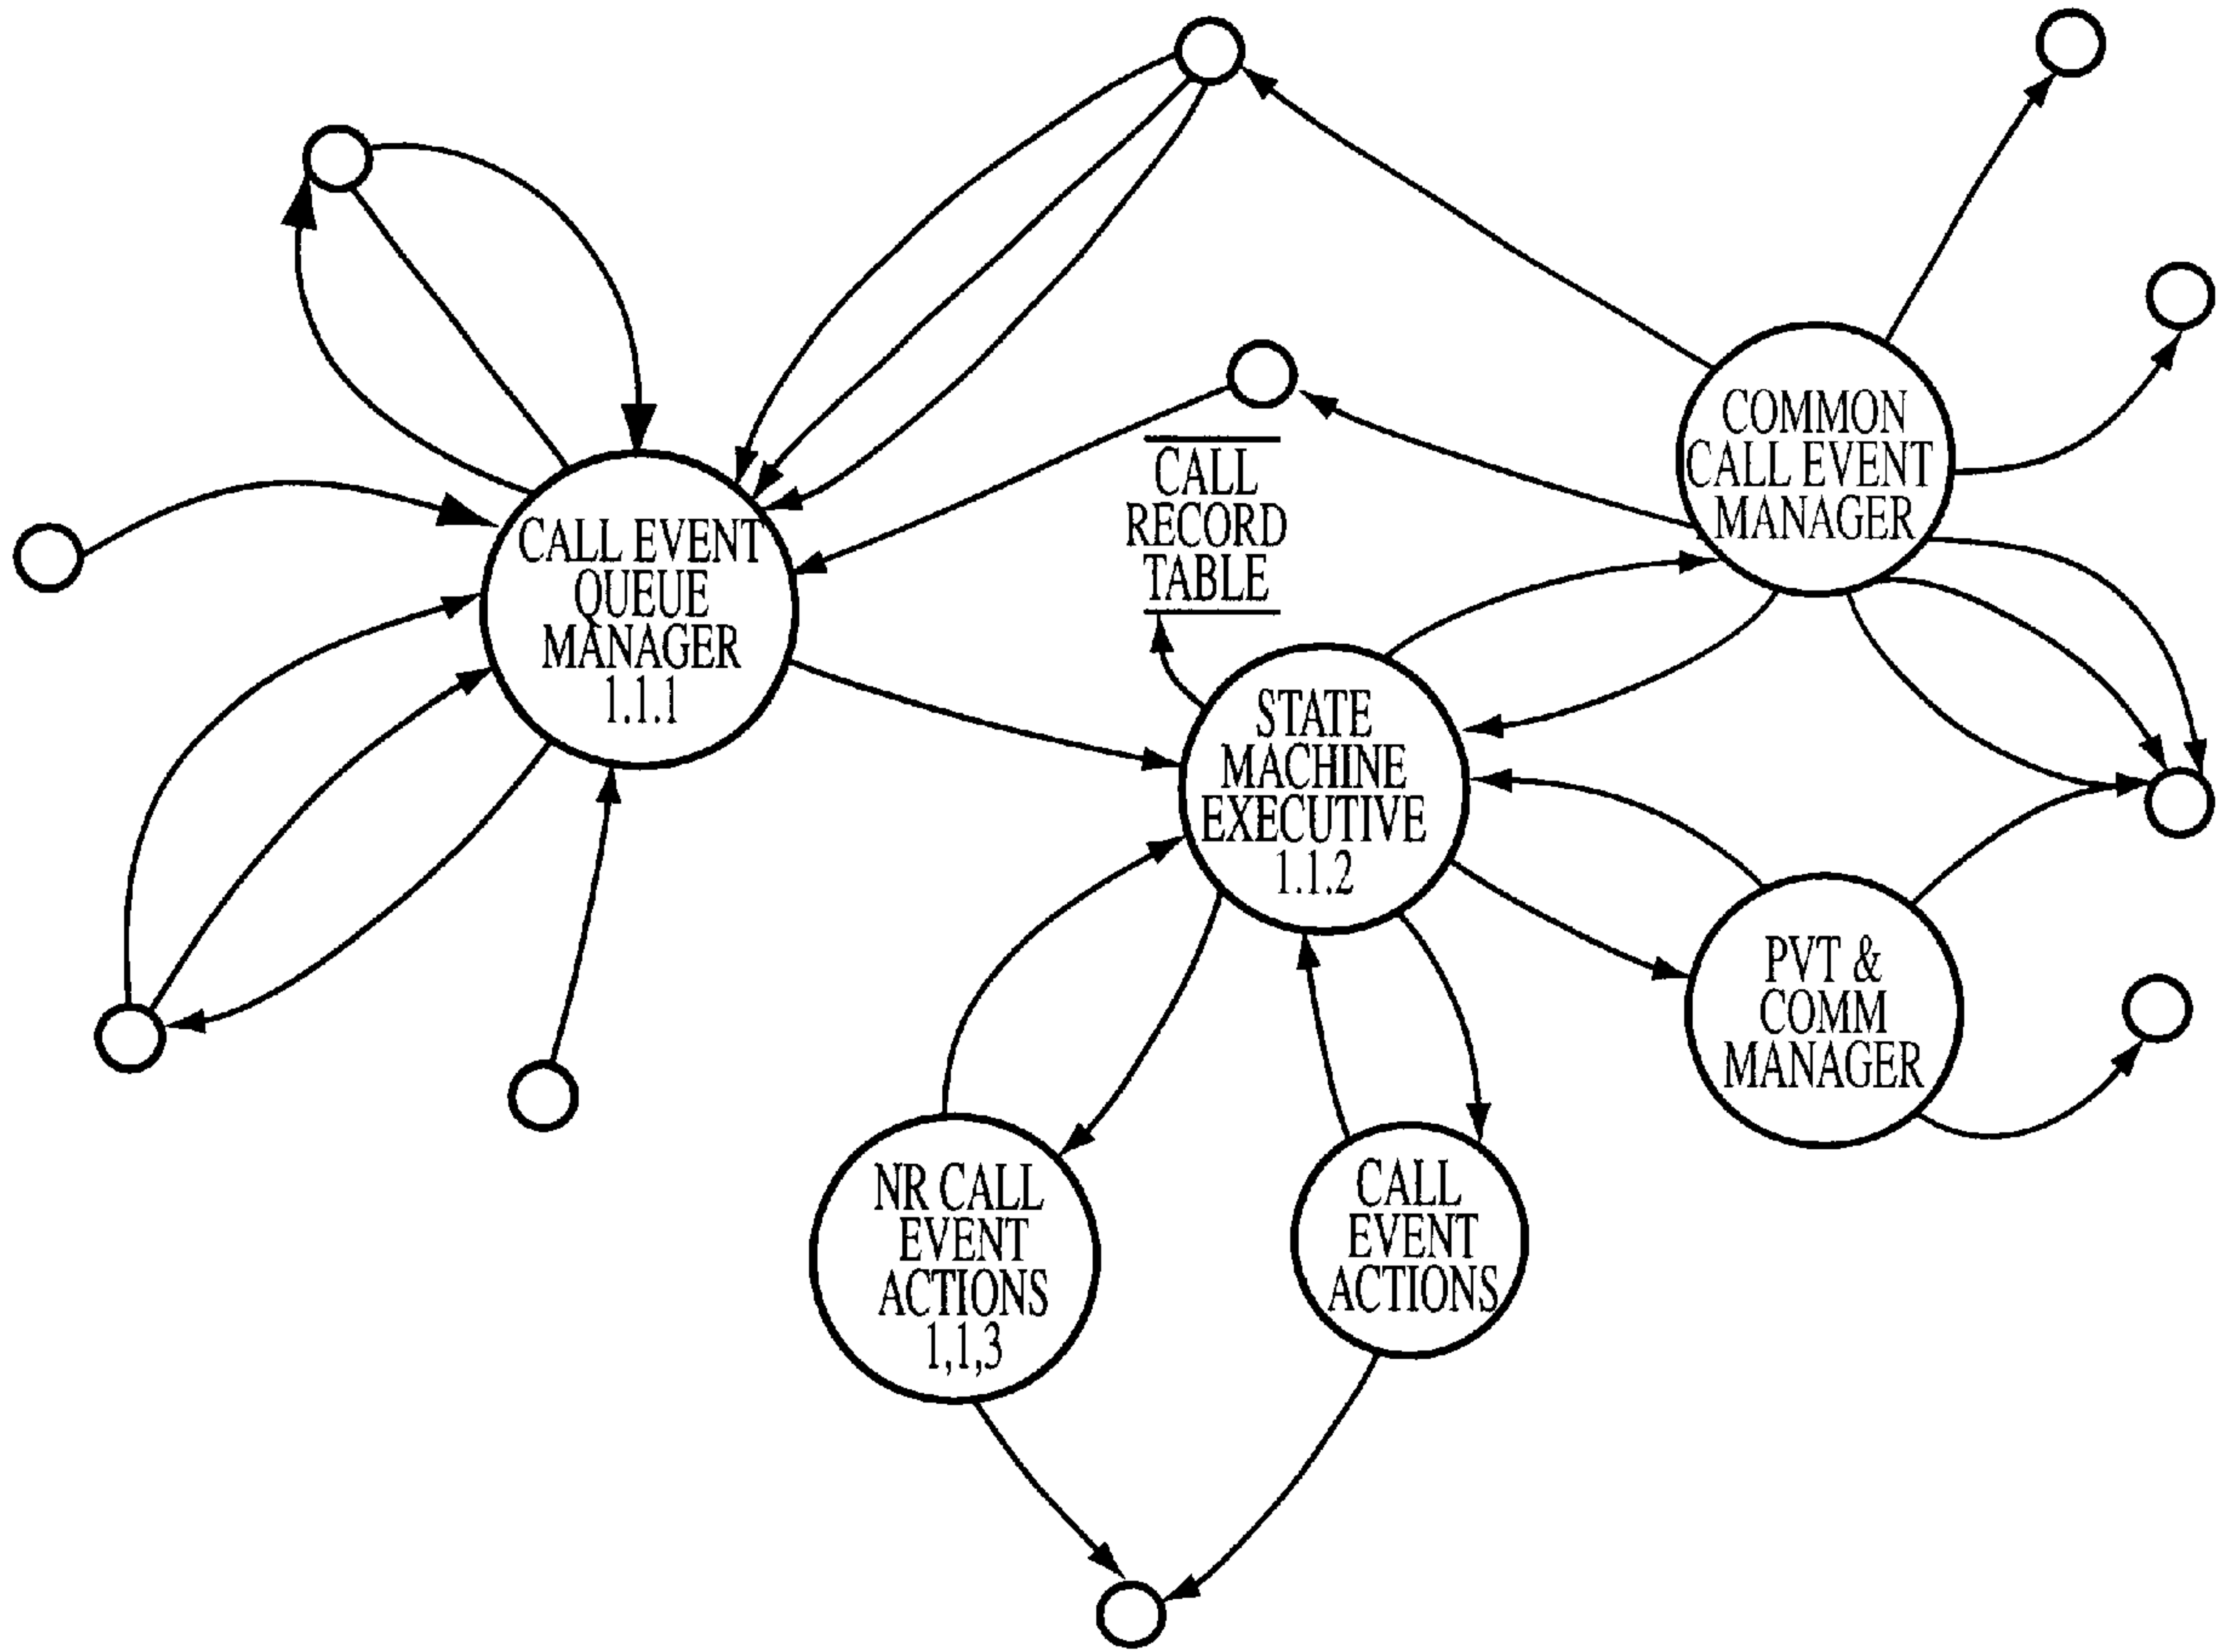 COMMON
CALL EVENT
MANAGER
CALL
RECORD
TABLE
CALL EVENT
QUEUE
MANAGER
1.1.1
STATE
MACHINE
EXECUTIVE
1.1.2
PVT &
COMM
MANAGER
NR CALL
EVENT
ACTIONS
1,1,3
CALL
EVENT
ACTIONS